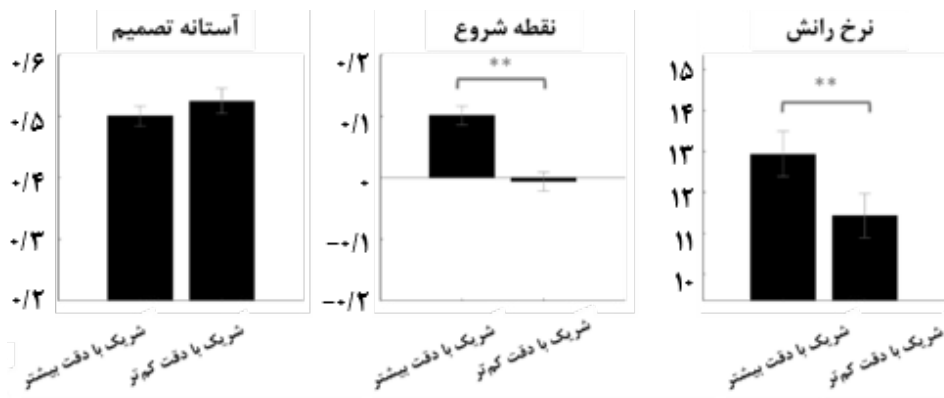 آستانه تصمیم
۰/۶
۰/۵
۰/۴
۰/۳
۰/۲
شریک با دقت بیشتر
شریک با دقت کم‌تر
نقطه شروع
۰/۲
۰/۱
۰
−۰/۱
−۰/۲
**
شریک با دقت بیشتر
شریک با دقت کم‌تر
نرخ رانش
۱۵
۱۴
۱۳
۱۲
۱۱
۱۰
**
شریک با دقت بیشتر
شریک با دقت کم‌تر